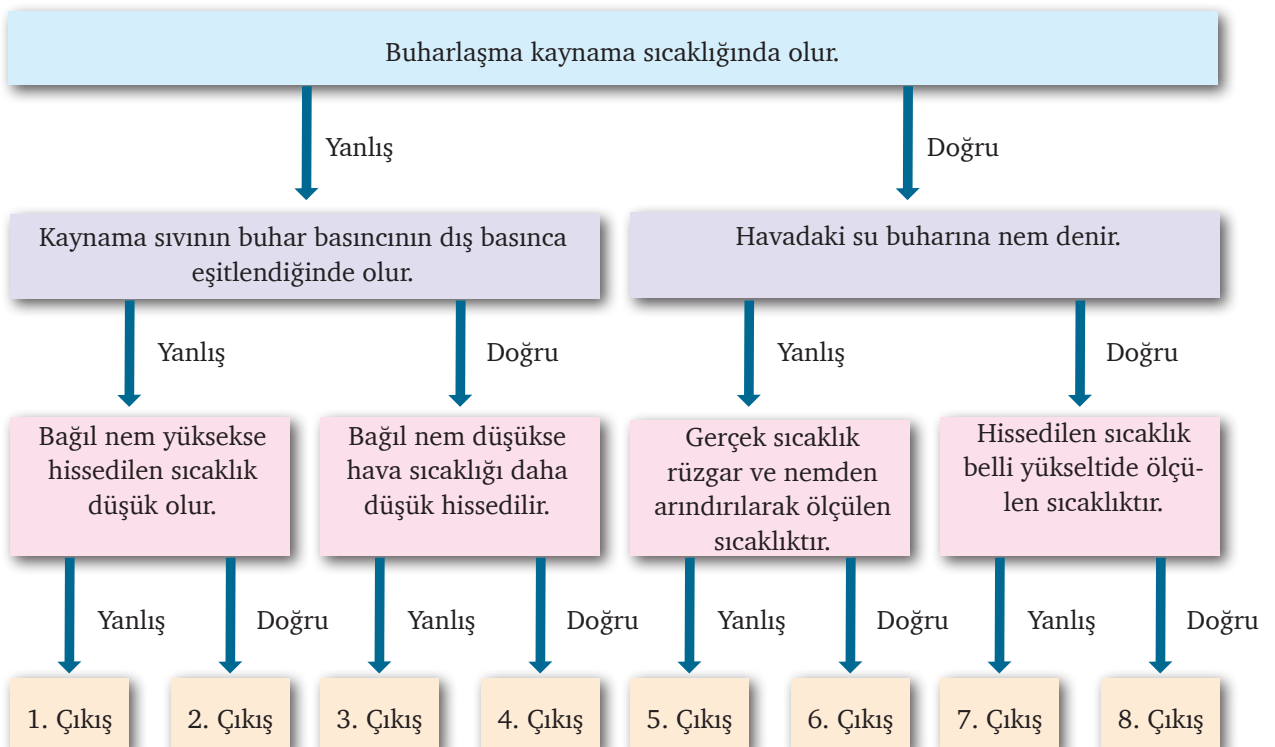 Buharlaşma kaynama sıcaklığında olur.
Yanlış
Doğru
Kaynama sıvının buhar basıncının dış basınca
eşitlendiğinde olur.
Havadaki su buharına nem denir.
Yanlış
Doğru
Yanlış
Doğru
Bağıl nem yüksekse
hissedilen sıcaklık
düşük olur.
Bağıl nem düşükse
hava sıcaklığı daha
düşük hissedilir.
Gerçek sıcaklık
rüzgar ve nemden
arındırılarak ölçülen
sıcaklıktır.
Hissedilen sıcaklık
belli yükseltide ölçü-
len sıcaklıktır.
Yanlış
Doğru
Yanlış
Doğru
Yanlış
Doğru
Yanlış
Doğru
1. Çıkış
2. Çıkış
3. Çıkış
4. Çıkış
5. Çıkış
6. Çıkış
7. Çıkış
8. Çıkış